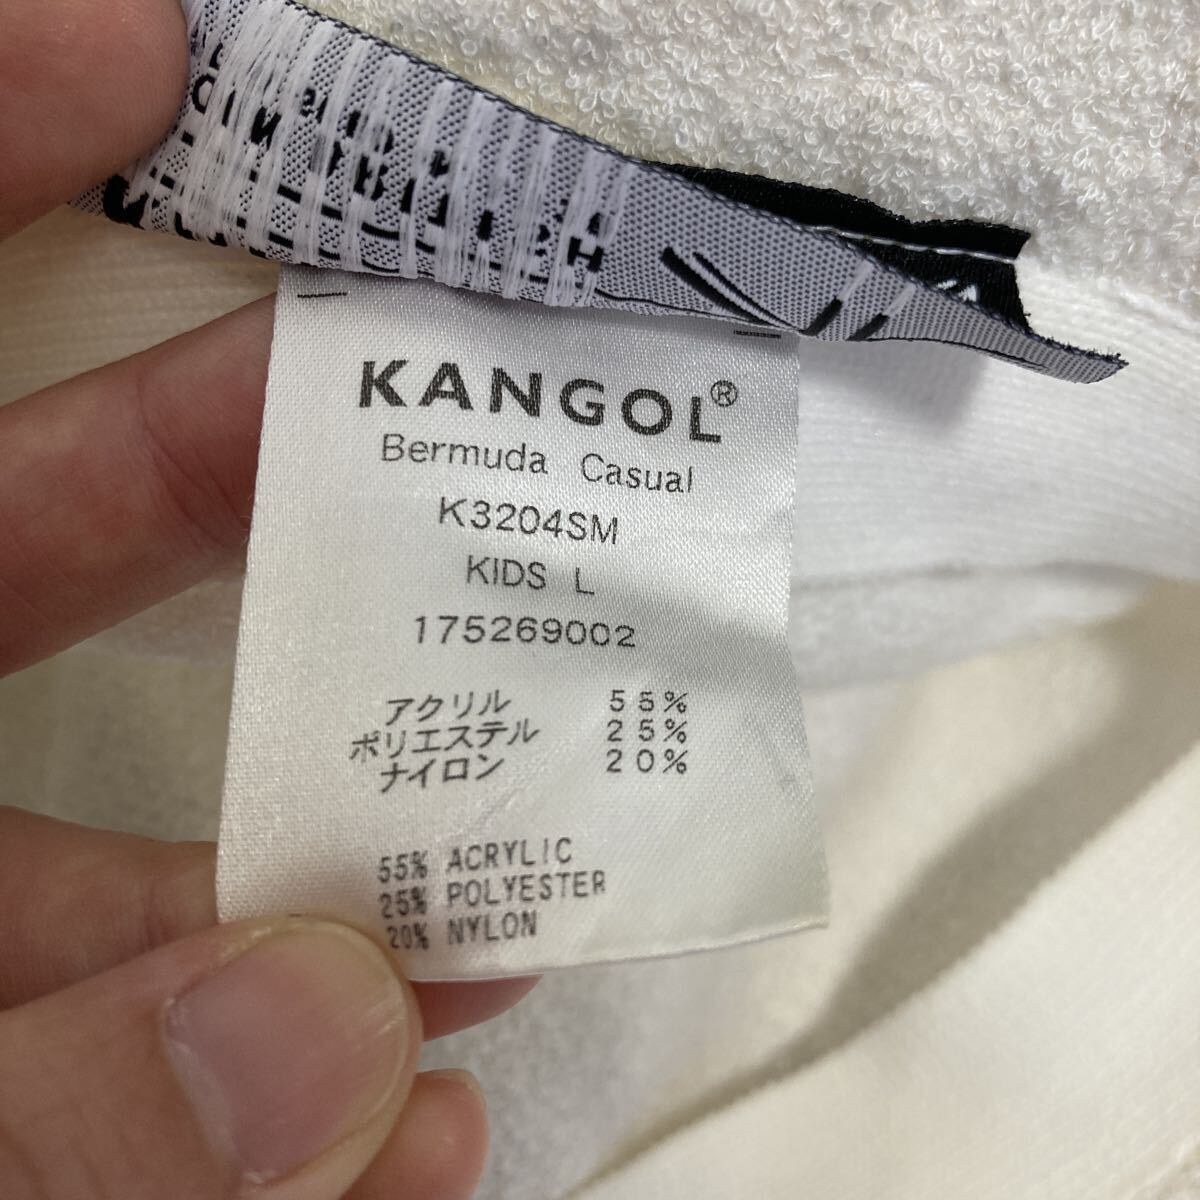 KANGOL®
Bermuda Casual
K3204SM
KIDS L
175269002
アクリル 55%
ポリエステル 25%
ナイロン 20%
55% ACRYLIC
25% POLYESTER
20% NYLON